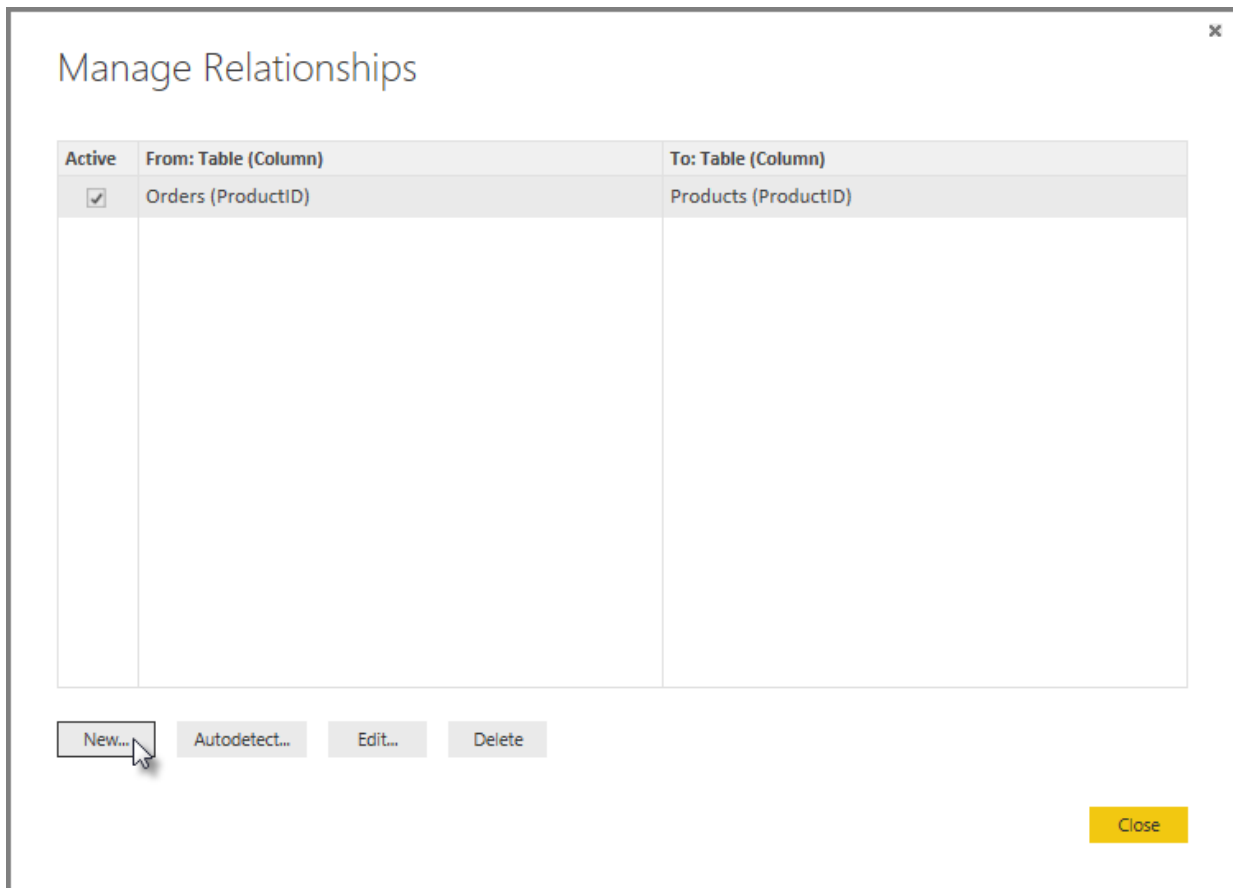 Manage Relationships
Active From: Table (Column) To: Table (Column)
Orders (ProductID) Products (ProductID)
New... Autodetect... Edit... Delete
Close